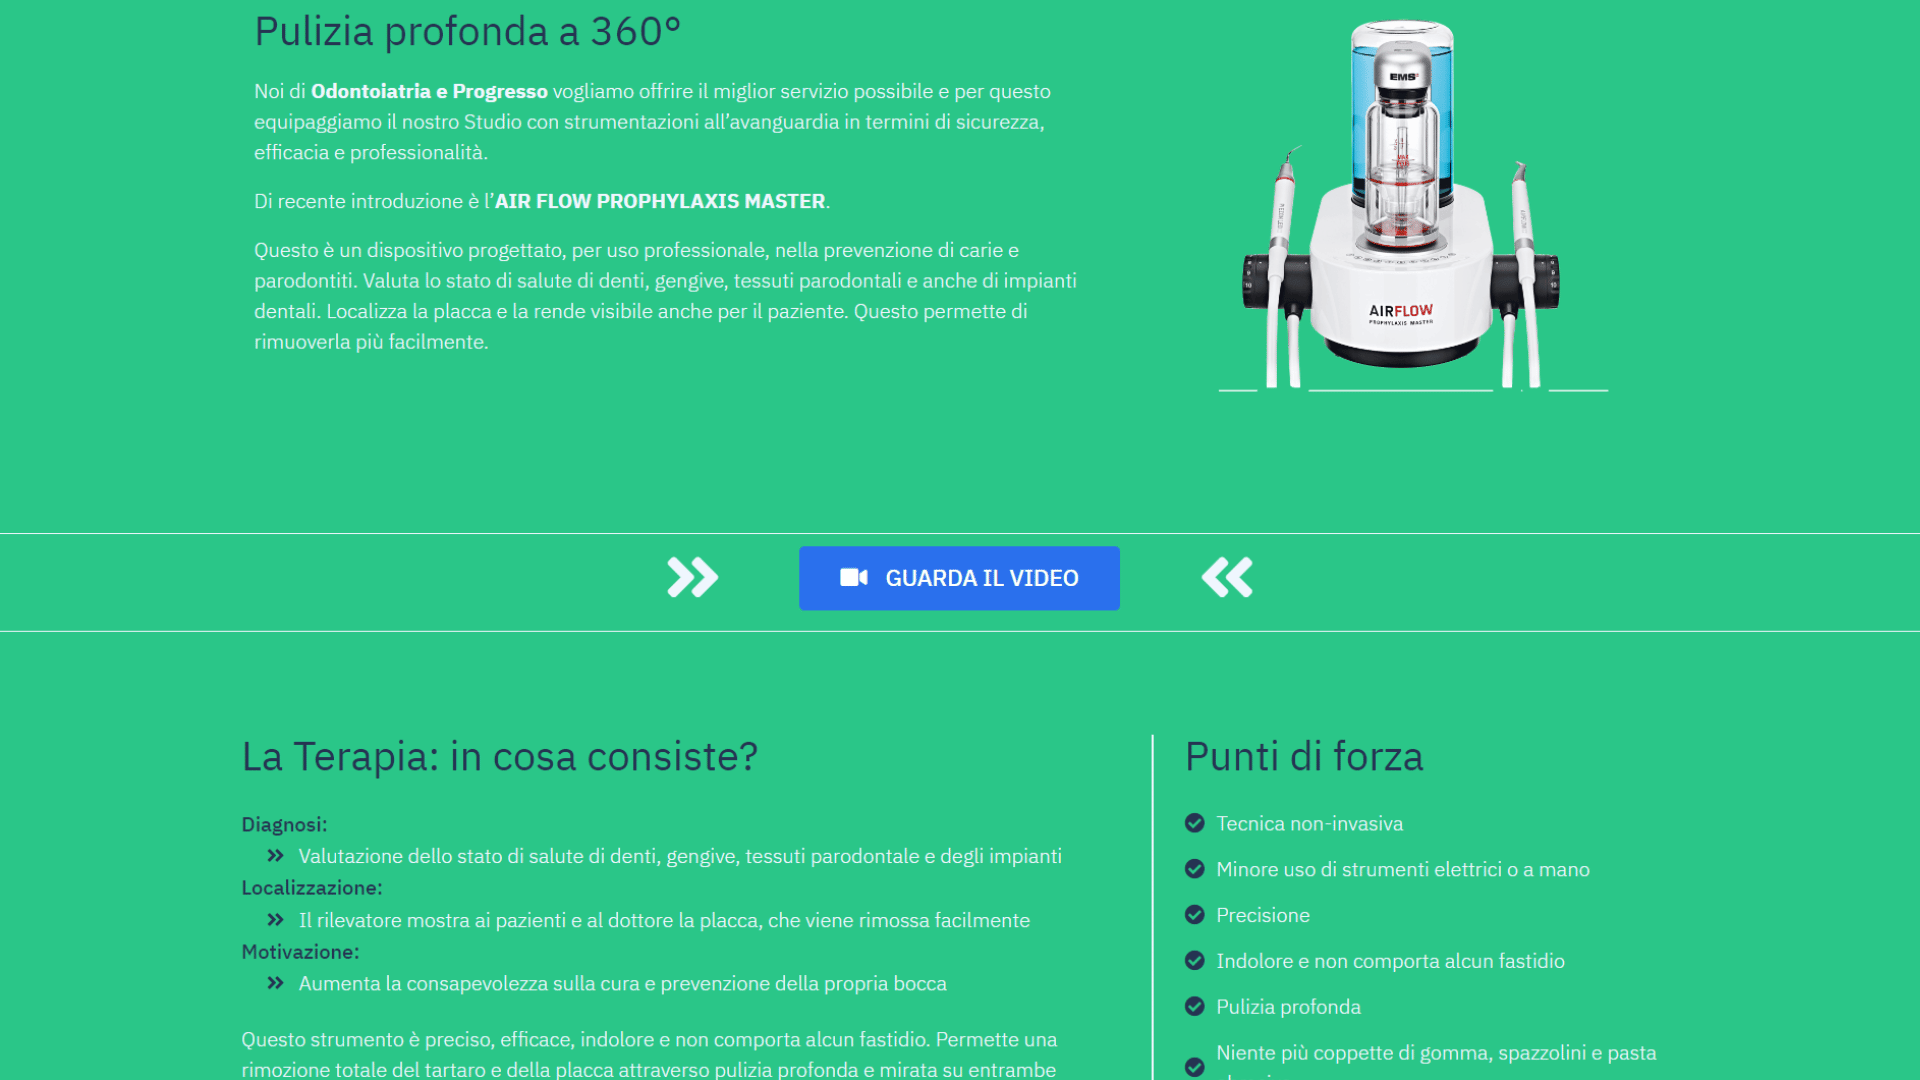 Pulizia profonda a 360°
Noi di Odontoiatria e Progresso vogliamo offrire il miglior servizio possibile e per questo
equipaggiamo il nostro Studio con strumentazioni all’avanguardia in termini di sicurezza,
efficacia e professionalità.
Di recente introduzione è l’AIR FLOW PROPHYLAXIS MASTER.
Questo è un dispositivo progettato, per uso professionale, nella prevenzione di carie e
parodontiti. Valuta lo stato di salute di denti, gengive, tessuti parodontali e anche di impianti
dentali. Localizza la placca e la rende visibile anche per il paziente. Questo permette di
rimuoverla più facilmente.
EMS
MAX
10
10
AIRFLOW
PROPHYLAXIS MASTER
GUARDA IL VIDEO
La Terapia: in cosa consiste?
Diagnosi:
Valutazione dello stato di salute di denti, gengive, tessuti parodontale e degli impianti
Localizzazione:
Il rilevatore mostra ai pazienti e al dottore la placca, che viene rimossa facilmente
Motivazione:
Aumenta la consapevolezza sulla cura e prevenzione della propria bocca
Questo strumento è preciso, efficace, indolore e non comporta alcun fastidio. Permette una
rimozione totale del tartaro e della placca attraverso pulizia profonda e mirata su entrambe
Punti di forza
Tecnica non-invasiva
Minore uso di strumenti elettrici o a mano
Precisione
Indolore e non comporta alcun fastidio
Pulizia profonda
Niente più coppette di gomma, spazzolini e pasta